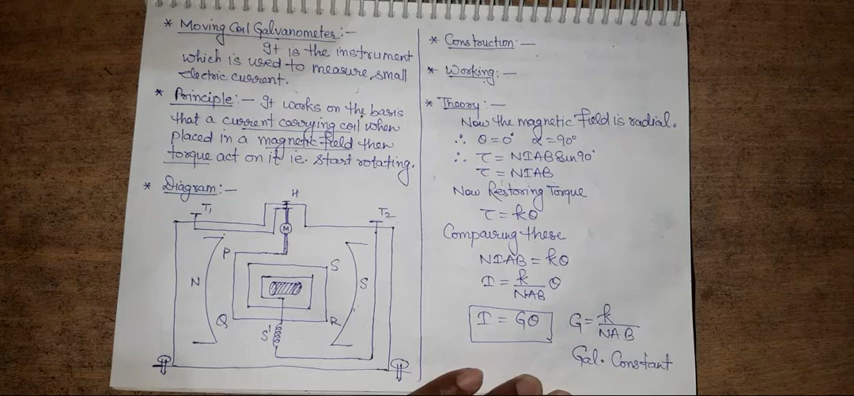 * Moving Coil Galvanometer:-
It is the instrument
which is used to measure small
electric current.
* Principle:- It works on the basis
that a current carrying coil when
placed in a magnetic field then
torque act on it i.e. start rotating.
* Diagram:-
H
T₁
T₂
M
P
S
N
S
Q
R
S'
* Construction:-
* Working:-
* Theory:-
Now the magnetic field is radial.
∴ θ=0° α=90°
∴ τ = NIAB Sin90°
τ = NIAB
Now Restoring Torque
τ = kθ
Comparing these
NIAB = kθ
I = k/NAB θ
I = Gθ G = k/NAB
Gal. Constant